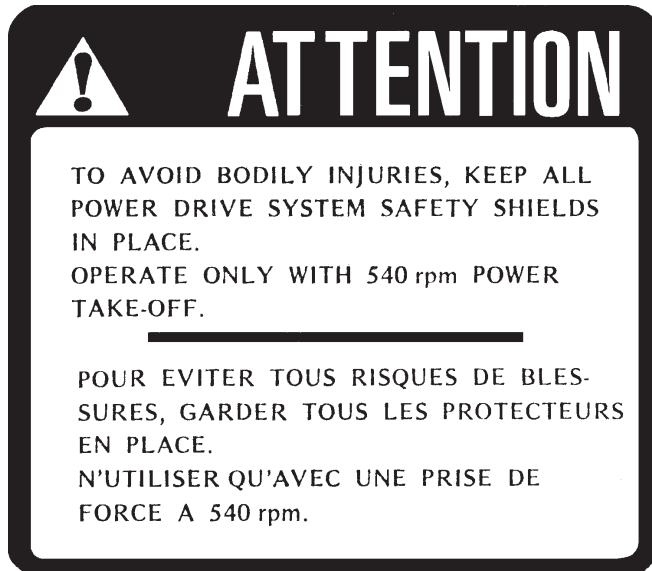 ATTENTION
TO AVOID BODILY INJURIES, KEEP ALL
POWER DRIVE SYSTEM SAFETY SHIELDS
IN PLACE.
OPERATE ONLY WITH 540 rpm POWER
TAKE-OFF.
POUR EVITER TOUS RISQUES DE BLES-
SURES, GARDER TOUS LES PROTECTEURS
EN PLACE.
N'UTILISER QU'AVEC UNE PRISE DE
FORCE A 540 rpm.